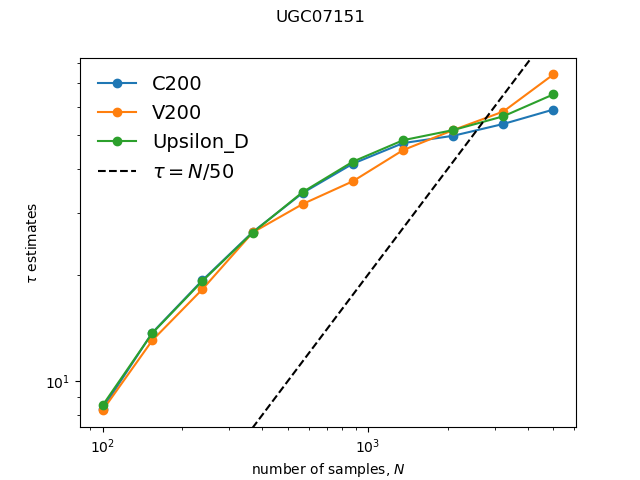 UGC07151
C200
V200
Upsilon_D
τ = N/50
τ estimates
10¹
10² 10³
number of samples, N